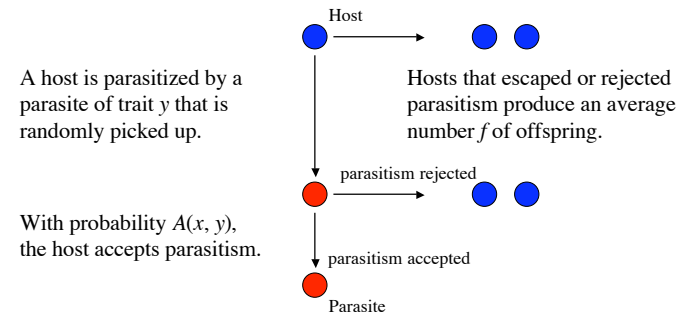 Host
A host is parasitized by a
parasite of trait y that is
randomly picked up.
Hosts that escaped or rejected
parasitism produce an average
number f of offspring.
parasitism rejected
With probability A(x, y),
the host accepts parasitism.
parasitism accepted
Parasite